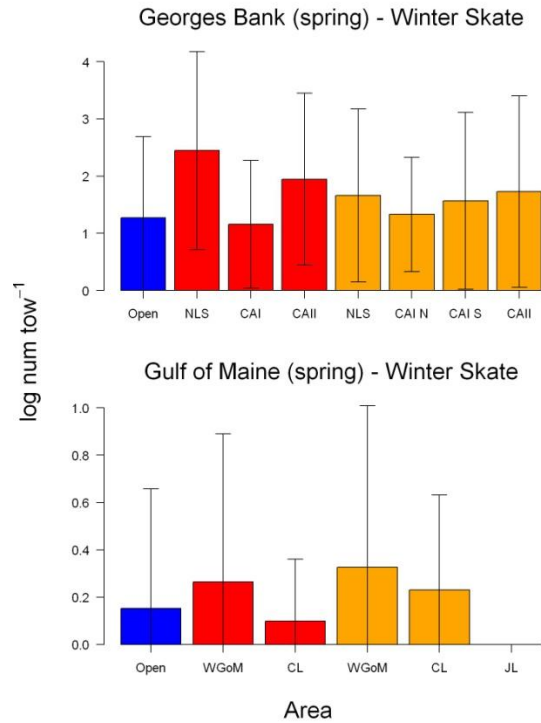 Georges Bank (spring) - Winter Skate
4
3
2
1
0
Open NLS CAI CAII NLS CAI N CAI S CAII
log num tow⁻¹
Gulf of Maine (spring) - Winter Skate
1.0
0.8
0.6
0.4
0.2
0.0
Open WGoM CL WGoM CL JL
Area